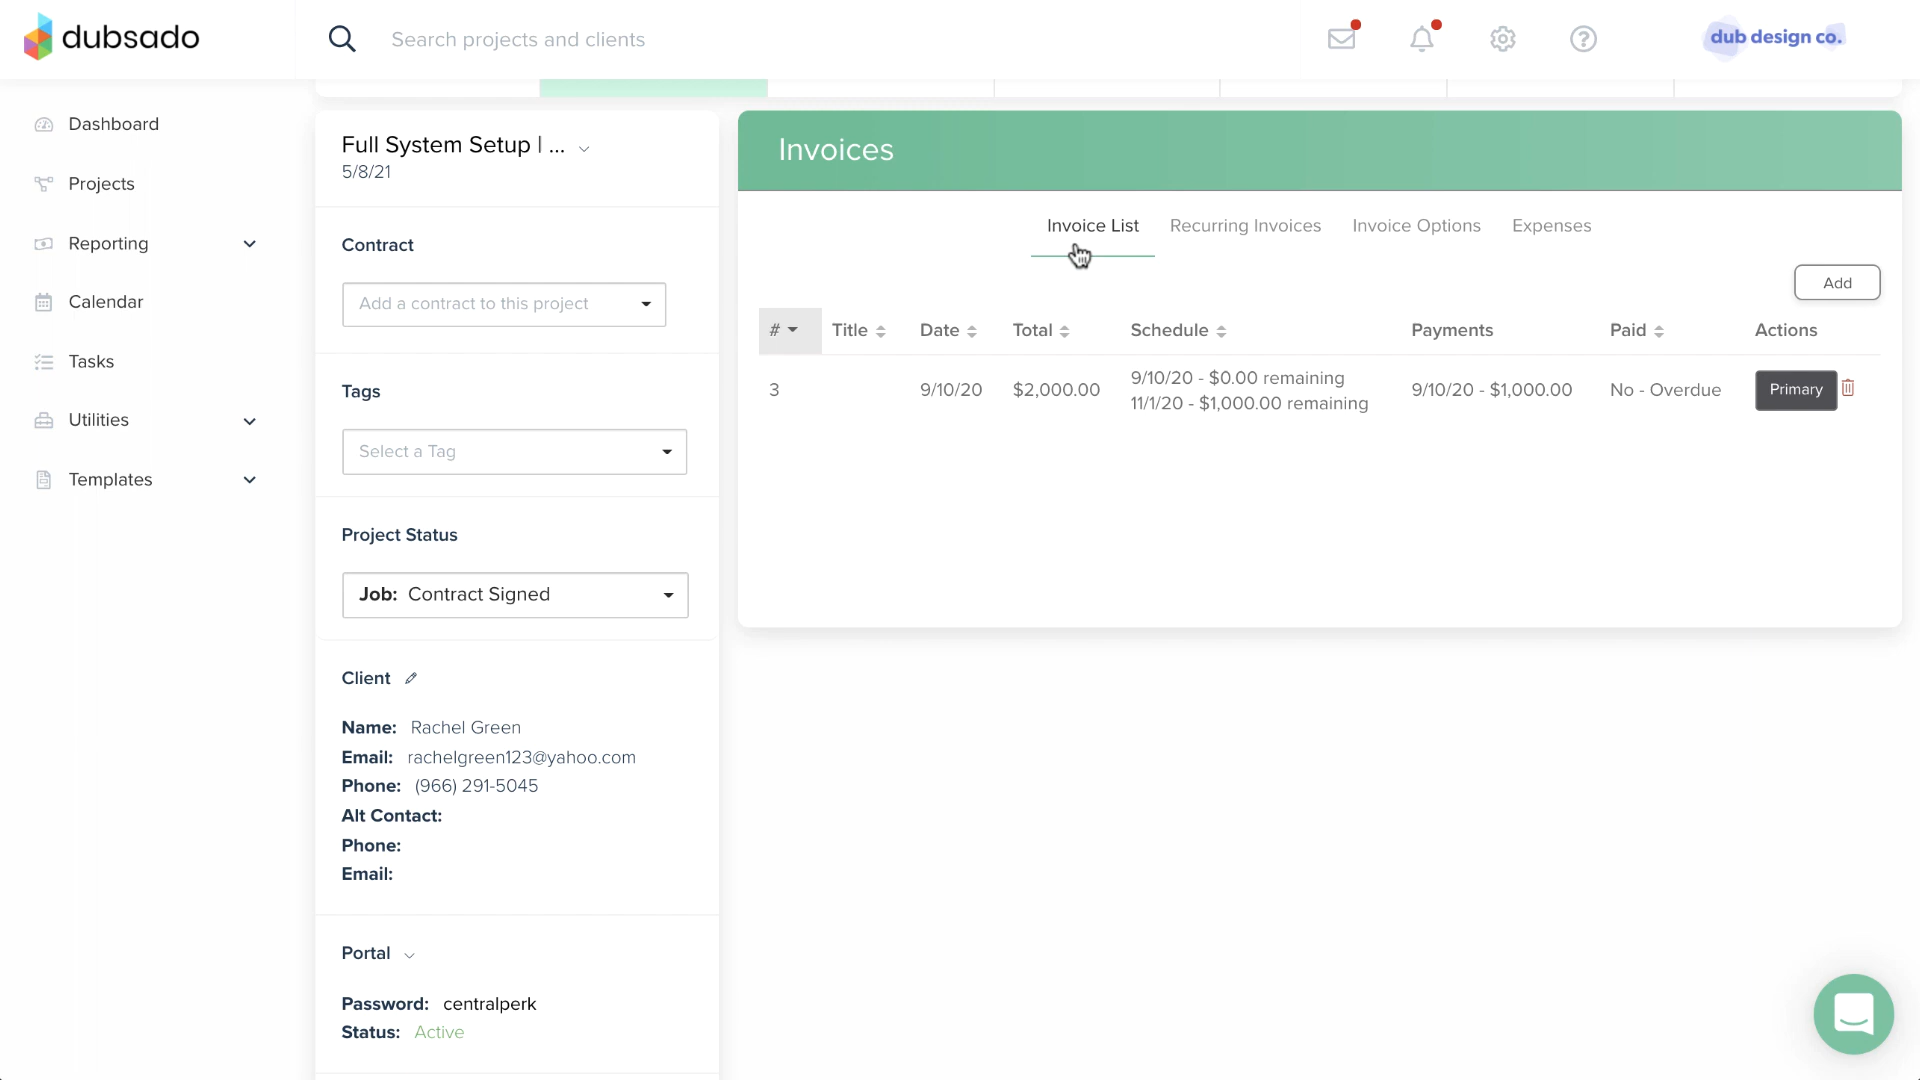 dubsado
Search projects and clients
dub design co.
Dashboard
Projects
Reporting
Calendar
Tasks
Utilities
Templates
Full System Setup | ...
5/8/21
Contract
Add a contract to this project
Tags
Select a Tag
Project Status
Job: Contract Signed
Client
Name: Rachel Green
Email: rachelgreen123@yahoo.com
Phone: (966) 291-5045
Alt Contact:
Phone:
Email:
Portal
Password: centralperk
Status: Active
Invoices
Invoice List Recurring Invoices Invoice Options Expenses
Add
# Title Date Total Schedule Payments Paid Actions
3 9/10/20 $2,000.00 9/10/20 - $0.00 remaining 9/10/20 - $1,000.00 No - Overdue Primary
11/1/20 - $1,000.00 remaining